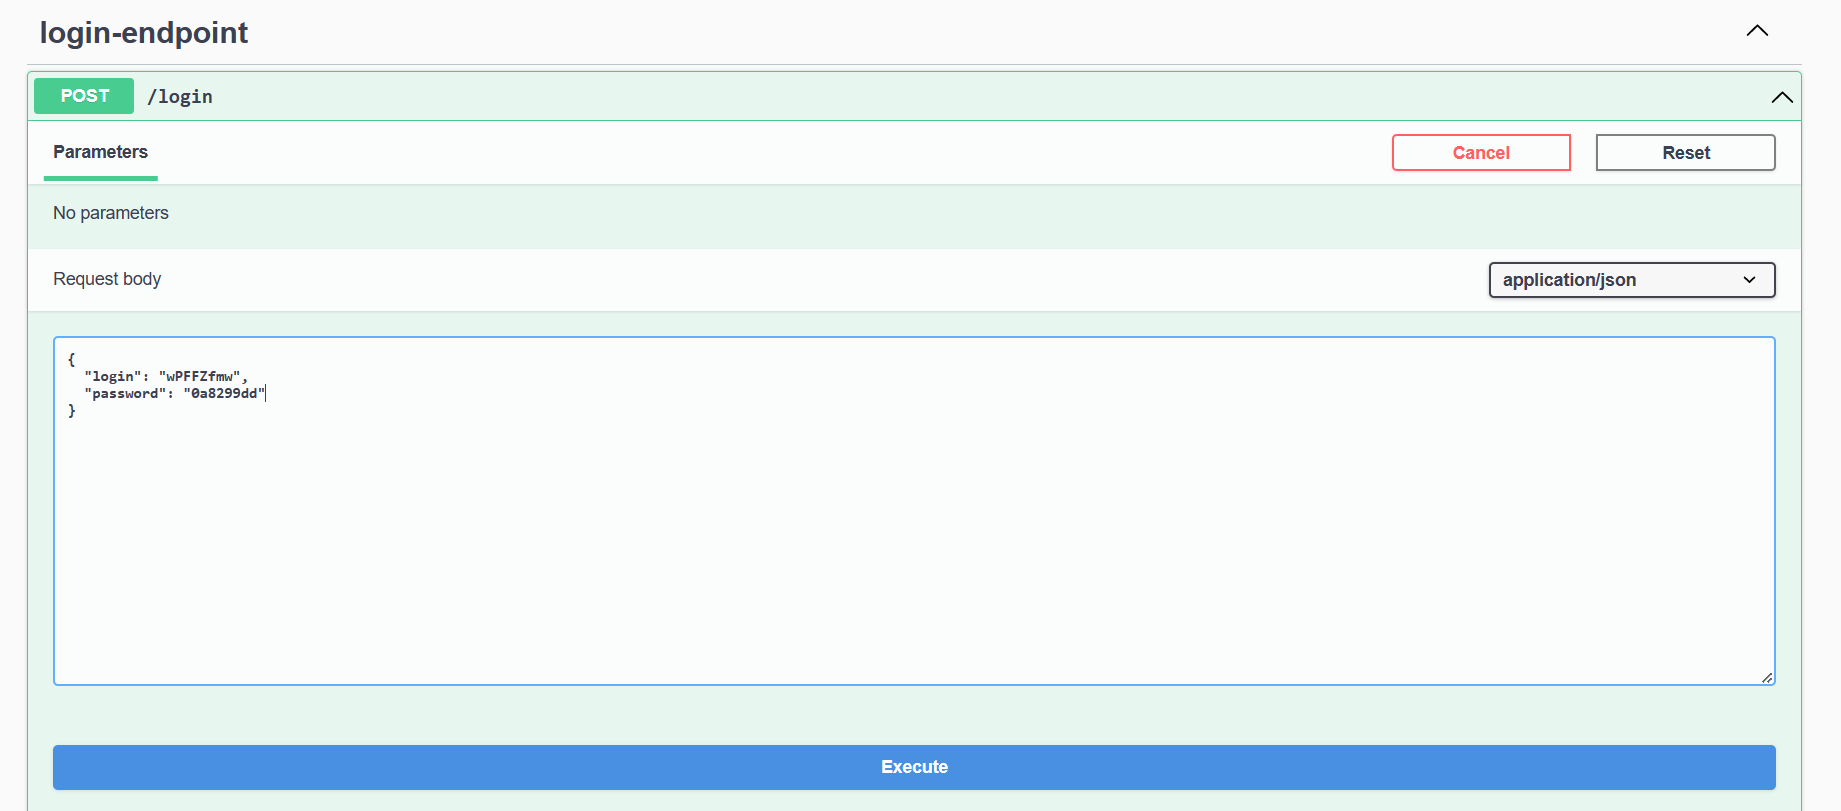 login-endpoint
POST /login
Parameters Cancel Reset
No parameters
Request body application/json
{
  "login": "wPFFZfmw",
  "password": "0a8299dd"
}
Execute